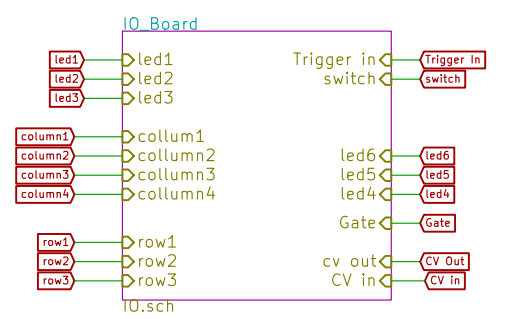 IO_Board
led1 led1 Trigger in Trigger In
led2 led2 switch switch
led3 led3
column1 collum1
column2 collumn2 led6 led6
column3 collumn3 led5 led5
column4 collumn4 led4 led4
Gate Gate
row1 row1
row2 row2 cv out CV Out
row3 row3 CV in CV in
IO.sch